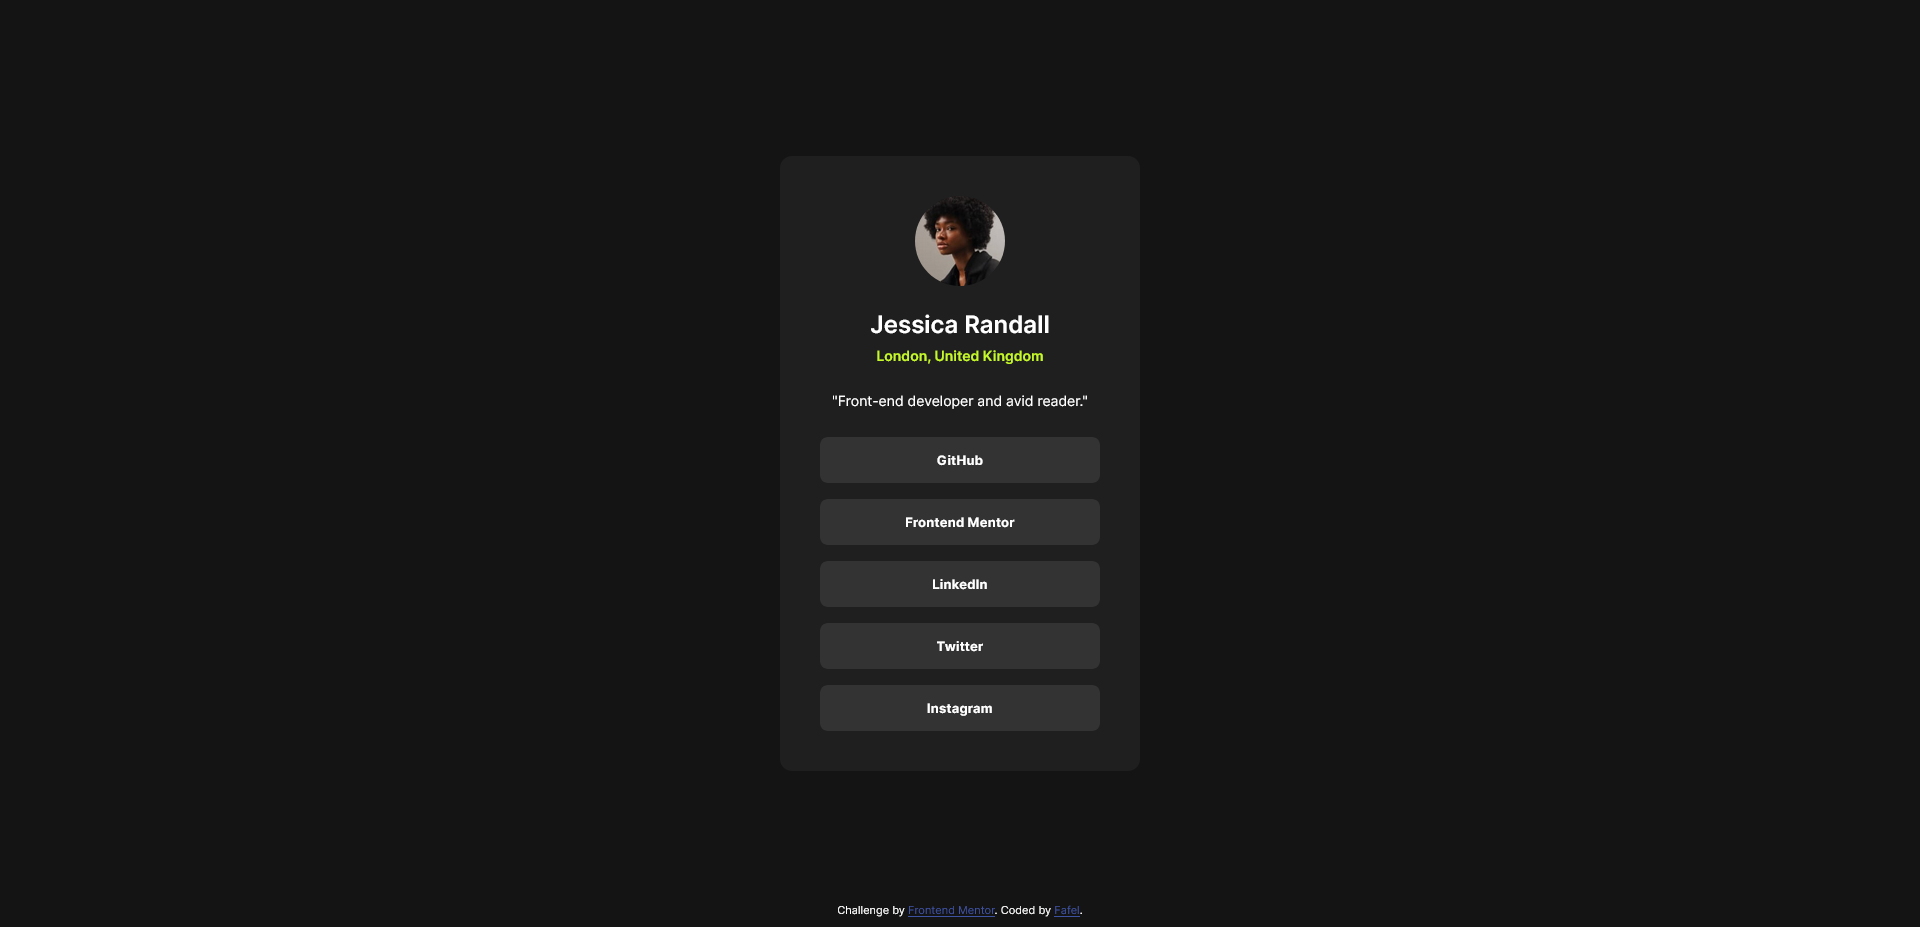 Jessica Randall
London, United Kingdom
"Front-end developer and avid reader."
GitHub
Frontend Mentor
LinkedIn
Twitter
Instagram
Challenge by Frontend Mentor. Coded by Fafel.